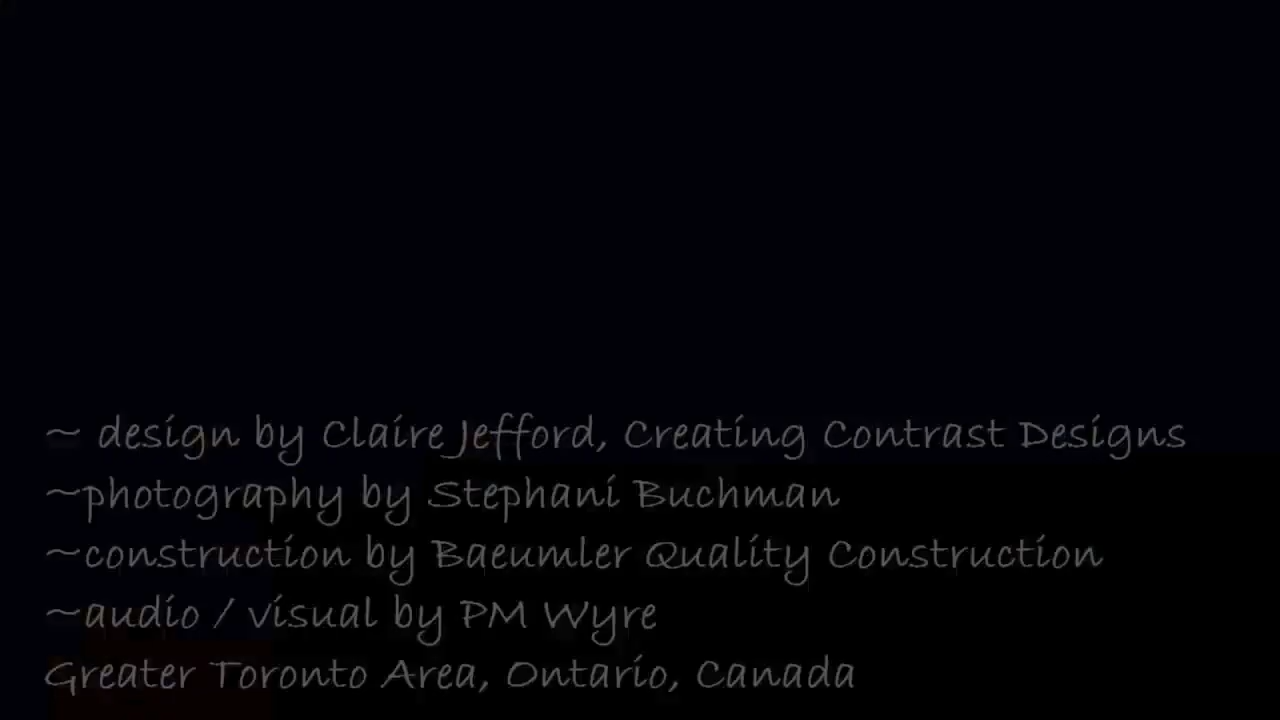 ~ design by Claire Jefford, Creating Contrast Designs
~photography by Stephani Buchman
~construction by Baeumler Quality Construction
~audio / visual by PM Wyre
Greater Toronto Area, Ontario, Canada